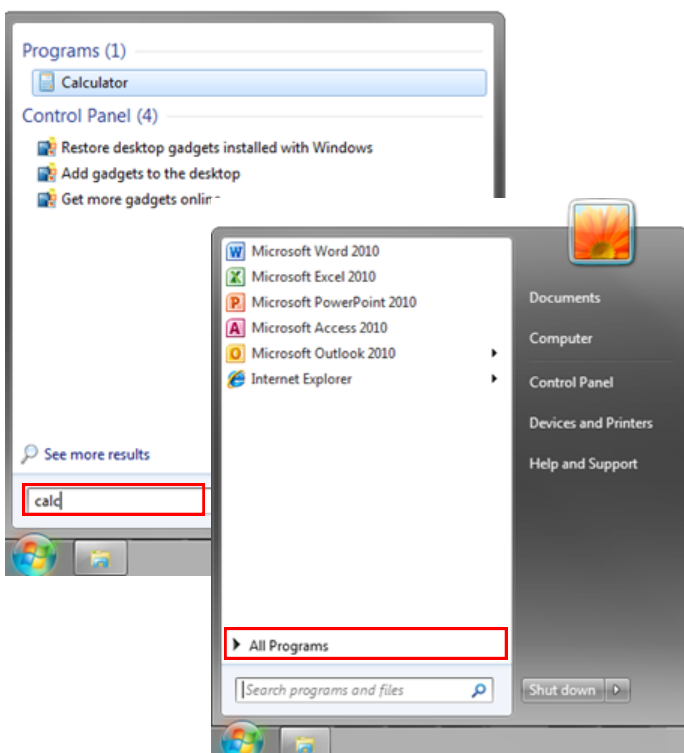 Programs (1)
Calculator
Control Panel (4)
Restore desktop gadgets installed with Windows
Add gadgets to the desktop
Get more gadgets
See more results
calc
Microsoft Word 2010
Microsoft Excel 2010
Microsoft PowerPoint 2010
Microsoft Access 2010
Microsoft Outlook 2010
Internet Explorer
All Programs
Search programs and files
Documents
Computer
Control Panel
Devices and Printers
Help and Support
Shut down